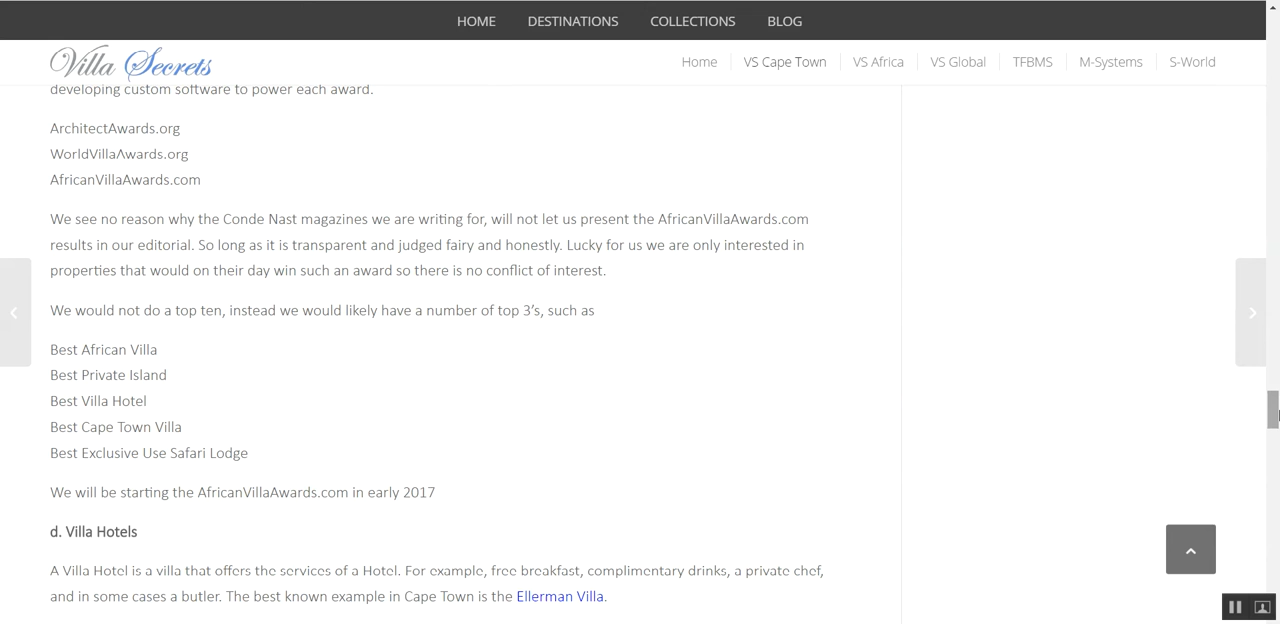 HOME DESTINATIONS COLLECTIONS BLOG
Villa Secrets
Home VS Cape Town VS Africa VS Global TFBMS M-Systems S-World
developing custom software to power each award.
ArchitectAwards.org
WorldVillaAwards.org
AfricanVillaAwards.com
We see no reason why the Conde Nast magazines we are writing for, will not let us present the AfricanVillaAwards.com
results in our editorial. So long as it is transparent and judged fairy and honestly. Lucky for us we are only interested in
properties that would on their day win such an award so there is no conflict of interest.
We would not do a top ten, instead we would likely have a number of top 3’s, such as
Best African Villa
Best Private Island
Best Villa Hotel
Best Cape Town Villa
Best Exclusive Use Safari Lodge
We will be starting the AfricanVillaAwards.com in early 2017
d. Villa Hotels
A Villa Hotel is a villa that offers the services of a Hotel. For example, free breakfast, complimentary drinks, a private chef,
and in some cases a butler. The best known example in Cape Town is the Ellerman Villa.